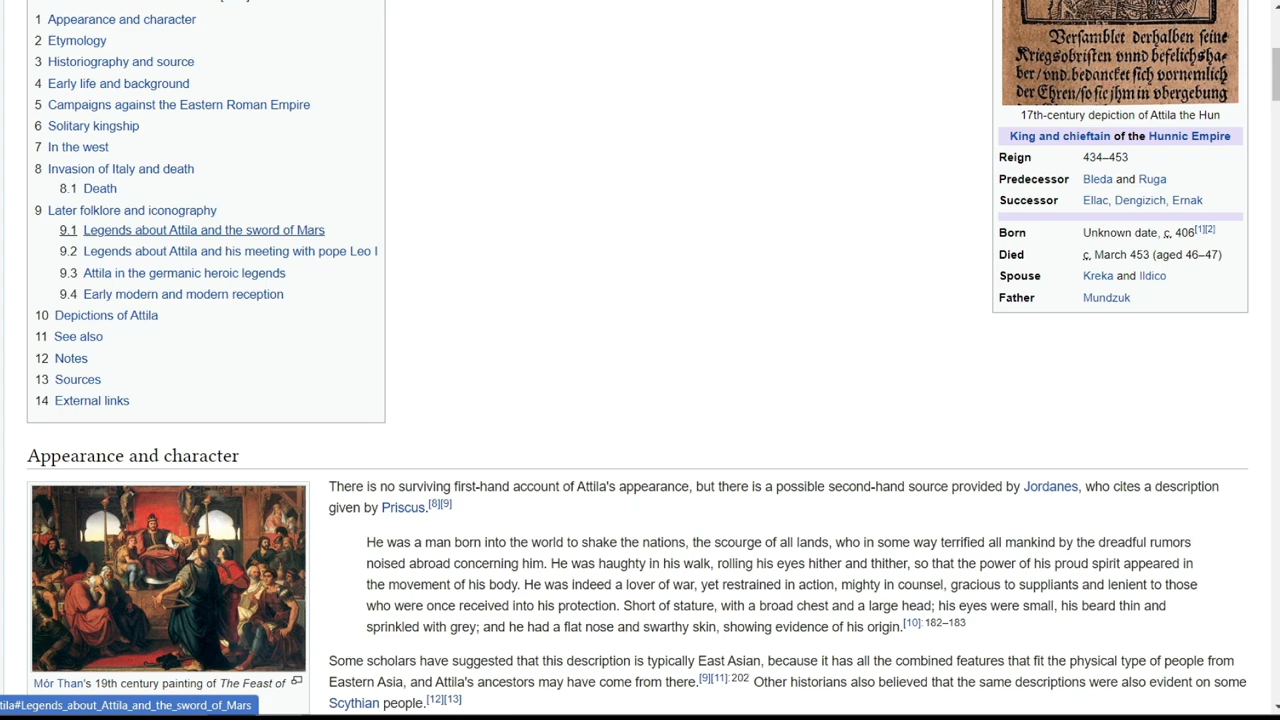 1 Appearance and character
2 Etymology
3 Historiography and source
4 Early life and background
5 Campaigns against the Eastern Roman Empire
6 Solitary kingship
7 In the west
8 Invasion of Italy and death
8.1 Death
9 Later folklore and iconography
9.1 Legends about Attila and the sword of Mars
9.2 Legends about Attila and his meeting with pope Leo I
9.3 Attila in the germanic heroic legends
9.4 Early modern and modern reception
10 Depictions of Attila
11 See also
12 Notes
13 Sources
14 External links
Versamblet derhalben seine
Kriegsobristen vnnd befelichsha-
ber/vnd bedancket sich vornemlich
der Ehren/so sie ihm in vbergebung
17th-century depiction of Attila the Hun
King and chieftain of the Hunnic Empire
Reign 434–453
Predecessor Bleda and Ruga
Successor Ellac, Dengizich, Ernak
Born Unknown date, c. 406[1][2]
Died c. March 453 (aged 46–47)
Spouse Kreka and Ildico
Father Mundzuk
Appearance and character
There is no surviving first-hand account of Attila's appearance, but there is a possible second-hand source provided by Jordanes, who cites a description
given by Priscus.[8][9]
He was a man born into the world to shake the nations, the scourge of all lands, who in some way terrified all mankind by the dreadful rumors
noised abroad concerning him. He was haughty in his walk, rolling his eyes hither and thither, so that the power of his proud spirit appeared in
the movement of his body. He was indeed a lover of war, yet restrained in action, mighty in counsel, gracious to suppliants and lenient to those
who were once received into his protection. Short of stature, with a broad chest and a large head; his eyes were small, his beard thin and
sprinkled with grey; and he had a flat nose and swarthy skin, showing evidence of his origin.[10]: 182–183
Some scholars have suggested that this description is typically East Asian, because it has all the combined features that fit the physical type of people from
Eastern Asia, and Attila's ancestors may have come from there.[9][11]: 202 Other historians also believed that the same descriptions were also evident on some
Scythian people.[12][13]
Mór Than's 19th century painting of The Feast of
tila#Legends_about_Attila_and_the_sword_of_Mars